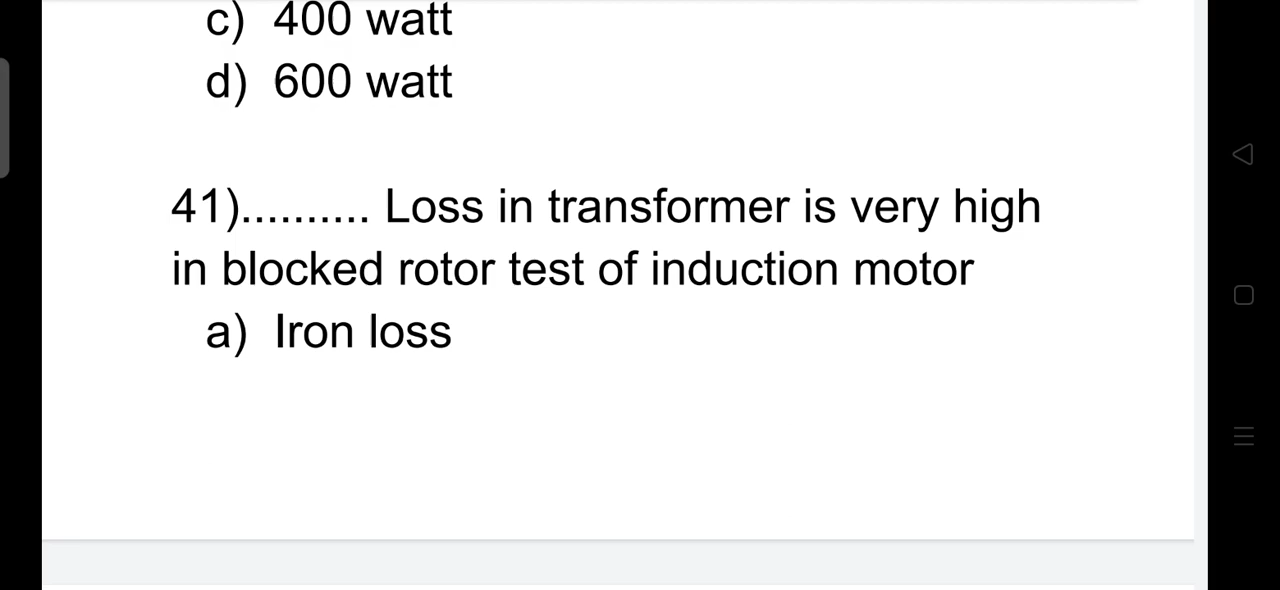 c) 400 watt
d) 600 watt
41).......... Loss in transformer is very high
in blocked rotor test of induction motor
a) Iron loss